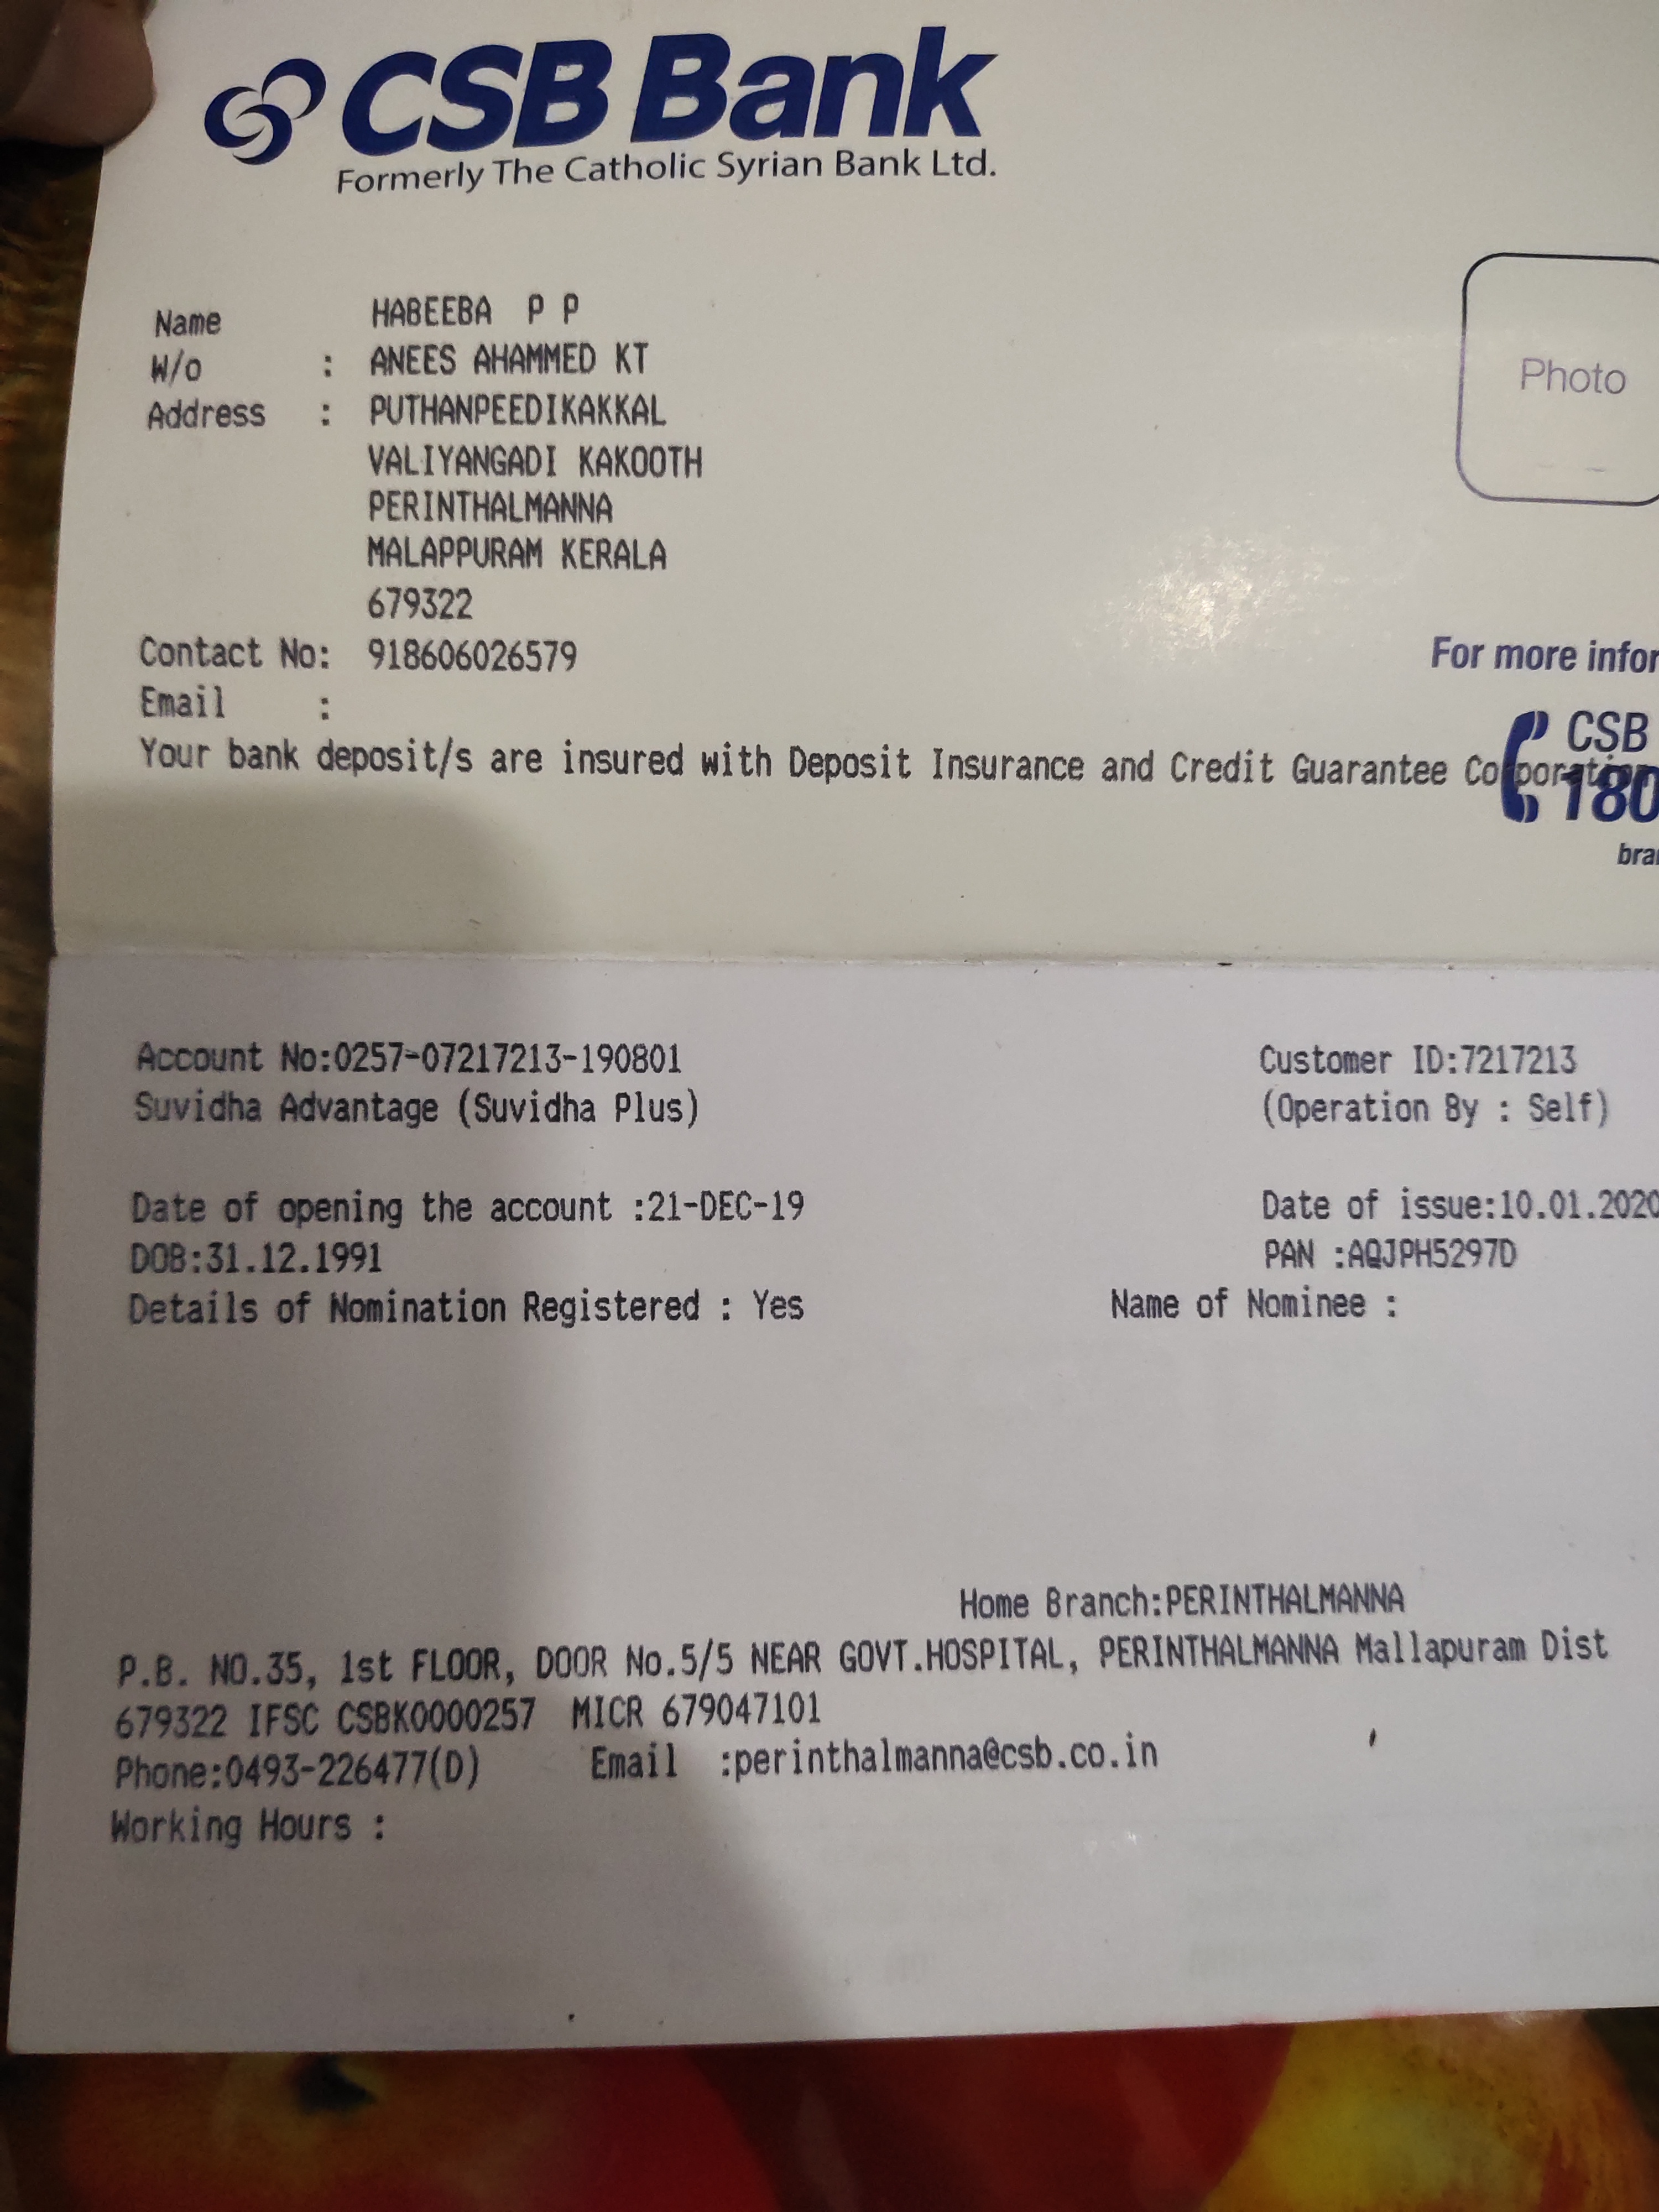 CSB Bank
Formerly The Catholic Syrian Bank Ltd.
Name HABEEBA P P
W/o : ANEES AHAMMED KT
Address : PUTHANPEEDIKAKKAL
VALIYANGADI KAKOOTH
PERINTHALMANNA
MALAPPURAM KERALA
679322
Contact No: 918606026579
Email :
Photo
For more infor
CSB
180
bra
Your bank deposit/s are insured with Deposit Insurance and Credit Guarantee Corporation
Account No:0257-07217213-190801 Customer ID:7217213
Suvidha Advantage (Suvidha Plus) (Operation By : Self)
Date of opening the account :21-DEC-19 Date of issue:10.01.2020
DOB:31.12.1991 PAN :AQJPH5297D
Details of Nomination Registered : Yes Name of Nominee :
Home Branch:PERINTHALMANNA
P.B. NO.35, 1st FLOOR, DOOR No.5/5 NEAR GOVT.HOSPITAL, PERINTHALMANNA Mallapuram Dist
679322 IFSC CSBK0000257 MICR 679047101
Phone:0493-226477(D) Email :perinthalmanna@csb.co.in
Working Hours :